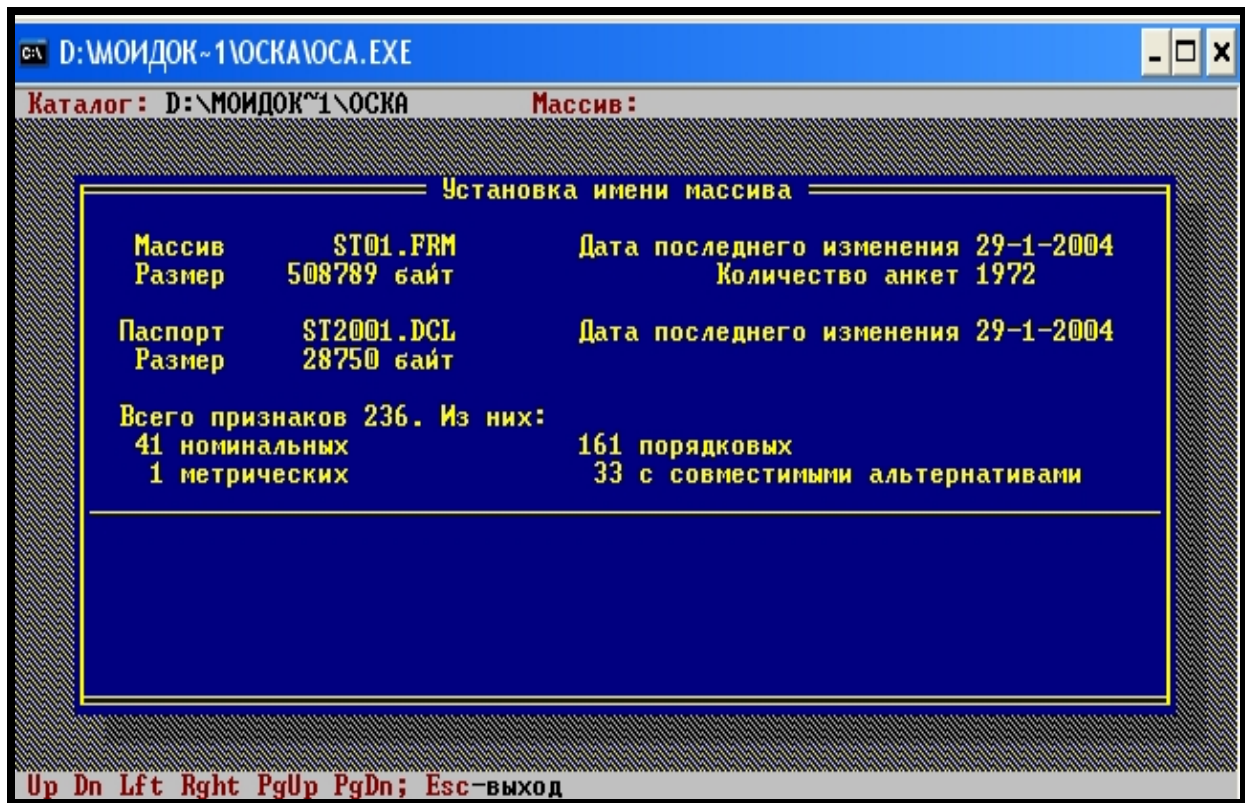 D:\МОИДОК~1\ОСКА\ОСА.EXE
Каталог: D:\МОИДОК~1\ОСКА Массив:
Установка имени массива
Массив ST01.FRM Дата последнего изменения 29-1-2004
Размер 508789 байт Количество анкет 1972
Паспорт ST2001.DCL Дата последнего изменения 29-1-2004
Размер 28750 байт
Всего признаков 236. Из них:
41 номинальных 161 порядковых
1 метрических 33 с совместимыми альтернативами
Up Dn Lft Rght PgUp PgDn; Esc-выход